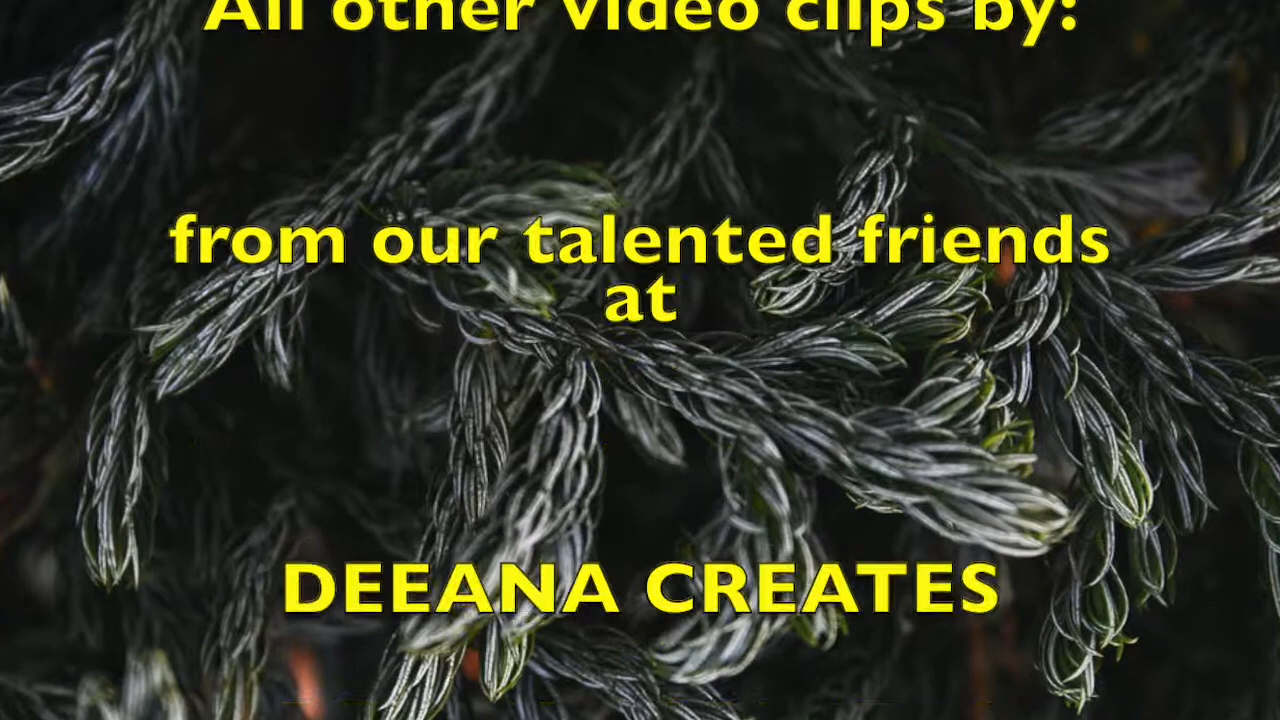 All other video clips by:
from our talented friends
at
DEEANA CREATES